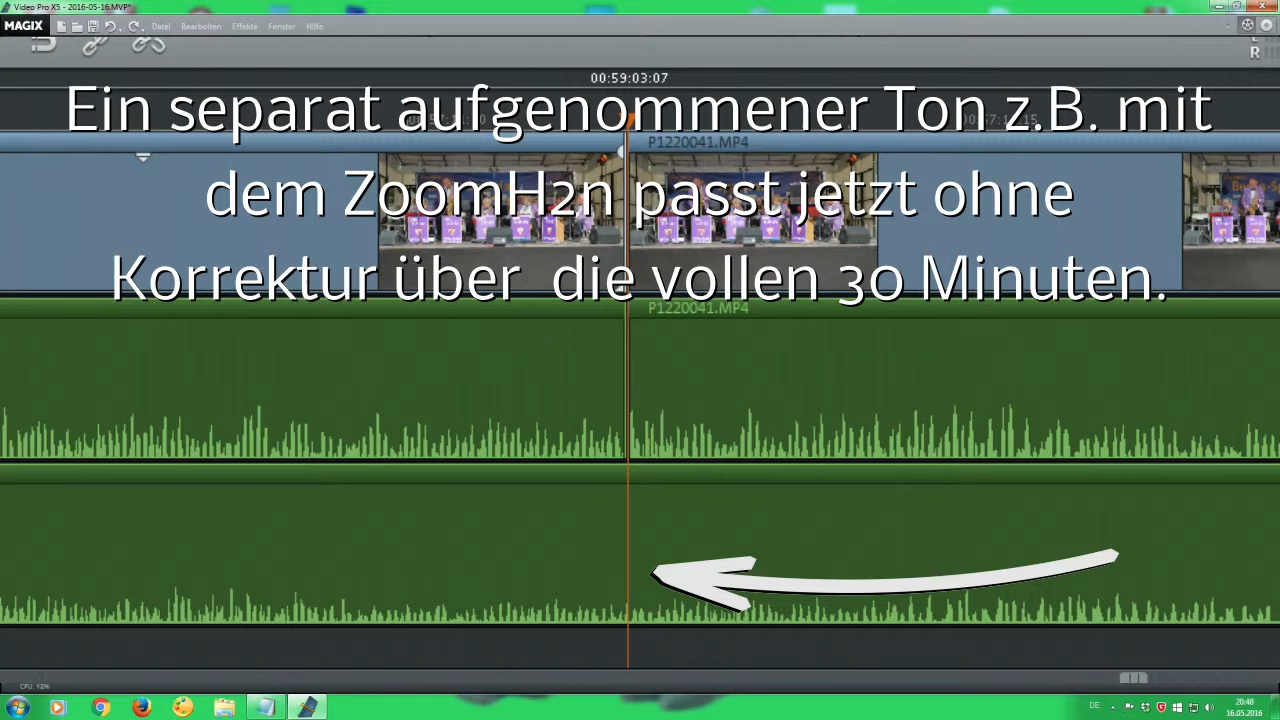 Video Pro X5 - 2016-05-16.MVP*
MAGIX Datei Bearbeiten Effekte Fenster Hilfe
R
00:59:03:07
Ein separat aufgenommener Ton z.B. mit
P1220041.MP4
dem ZoomH2n passt jetzt ohne
Korrektur über die vollen 30 Minuten.
P1220041.MP4
CPU: 12%
DE
20:48
16.05.2016